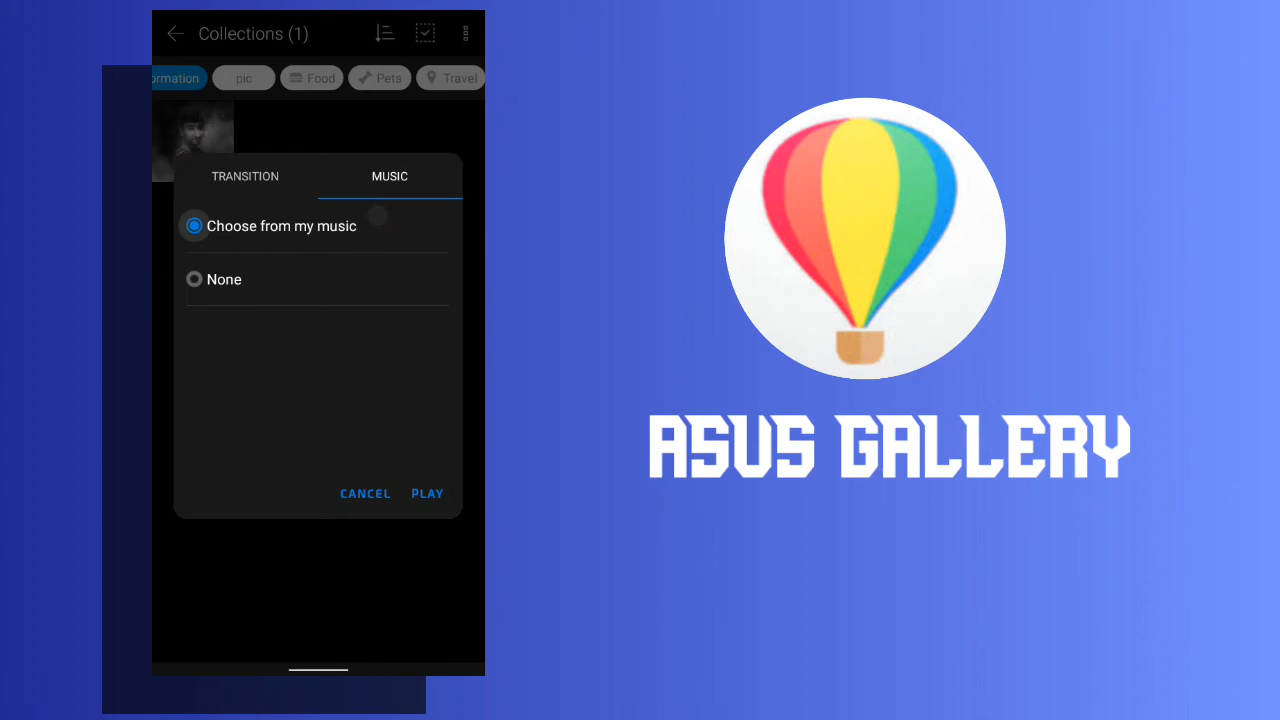 Collections (1)
ormation pic Food Pets Travel
TRANSITION MUSIC
Choose from my music
None
CANCEL PLAY
ASUS GALLERY